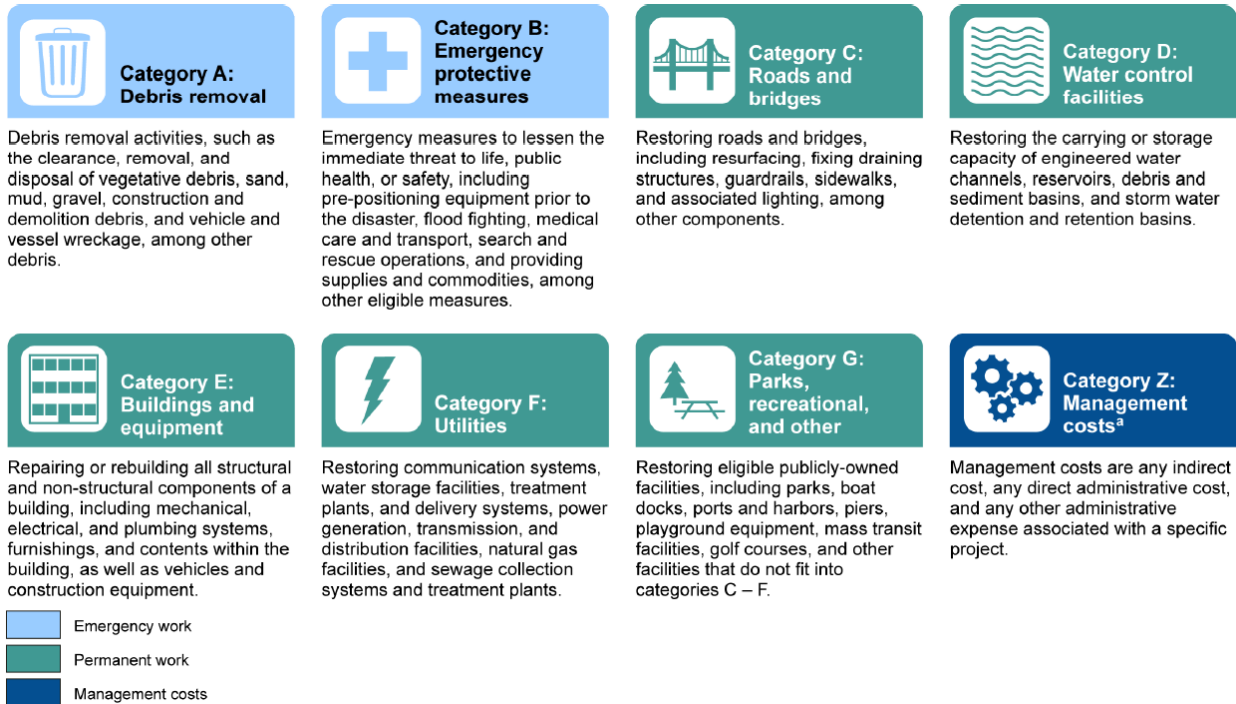 Category A:
Debris removal
Debris removal activities, such as
the clearance, removal, and
disposal of vegetative debris, sand,
mud, gravel, construction and
demolition debris, and vehicle and
vessel wreckage, among other
debris.
Category B:
Emergency
protective
measures
Emergency measures to lessen the
immediate threat to life, public
health, or safety, including
pre-positioning equipment prior to
the disaster, flood fighting, medical
care and transport, search and
rescue operations, and providing
supplies and commodities, among
other eligible measures.
Category C:
Roads and
bridges
Restoring roads and bridges,
including resurfacing, fixing draining
structures, guardrails, sidewalks,
and associated lighting, among
other components.
Category D:
Water control
facilities
Restoring the carrying or storage
capacity of engineered water
channels, reservoirs, debris and
sediment basins, and storm water
detention and retention basins.
Category E:
Buildings and
equipment
Repairing or rebuilding all structural
and non-structural components of a
building, including mechanical,
electrical, and plumbing systems,
furnishings, and contents within the
building, as well as vehicles and
construction equipment.
Category F:
Utilities
Restoring communication systems,
water storage facilities, treatment
plants, and delivery systems, power
generation, transmission, and
distribution facilities, natural gas
facilities, and sewage collection
systems and treatment plants.
Category G:
Parks,
recreational,
and other
Restoring eligible publicly-owned
facilities, including parks, boat
docks, ports and harbors, piers,
playground equipment, mass transit
facilities, golf courses, and other
facilities that do not fit into
categories C – F.
Category Z:
Management
costsᵃ
Management costs are any indirect
cost, any direct administrative cost,
and any other administrative
expense associated with a specific
project.
Emergency work
Permanent work
Management costs